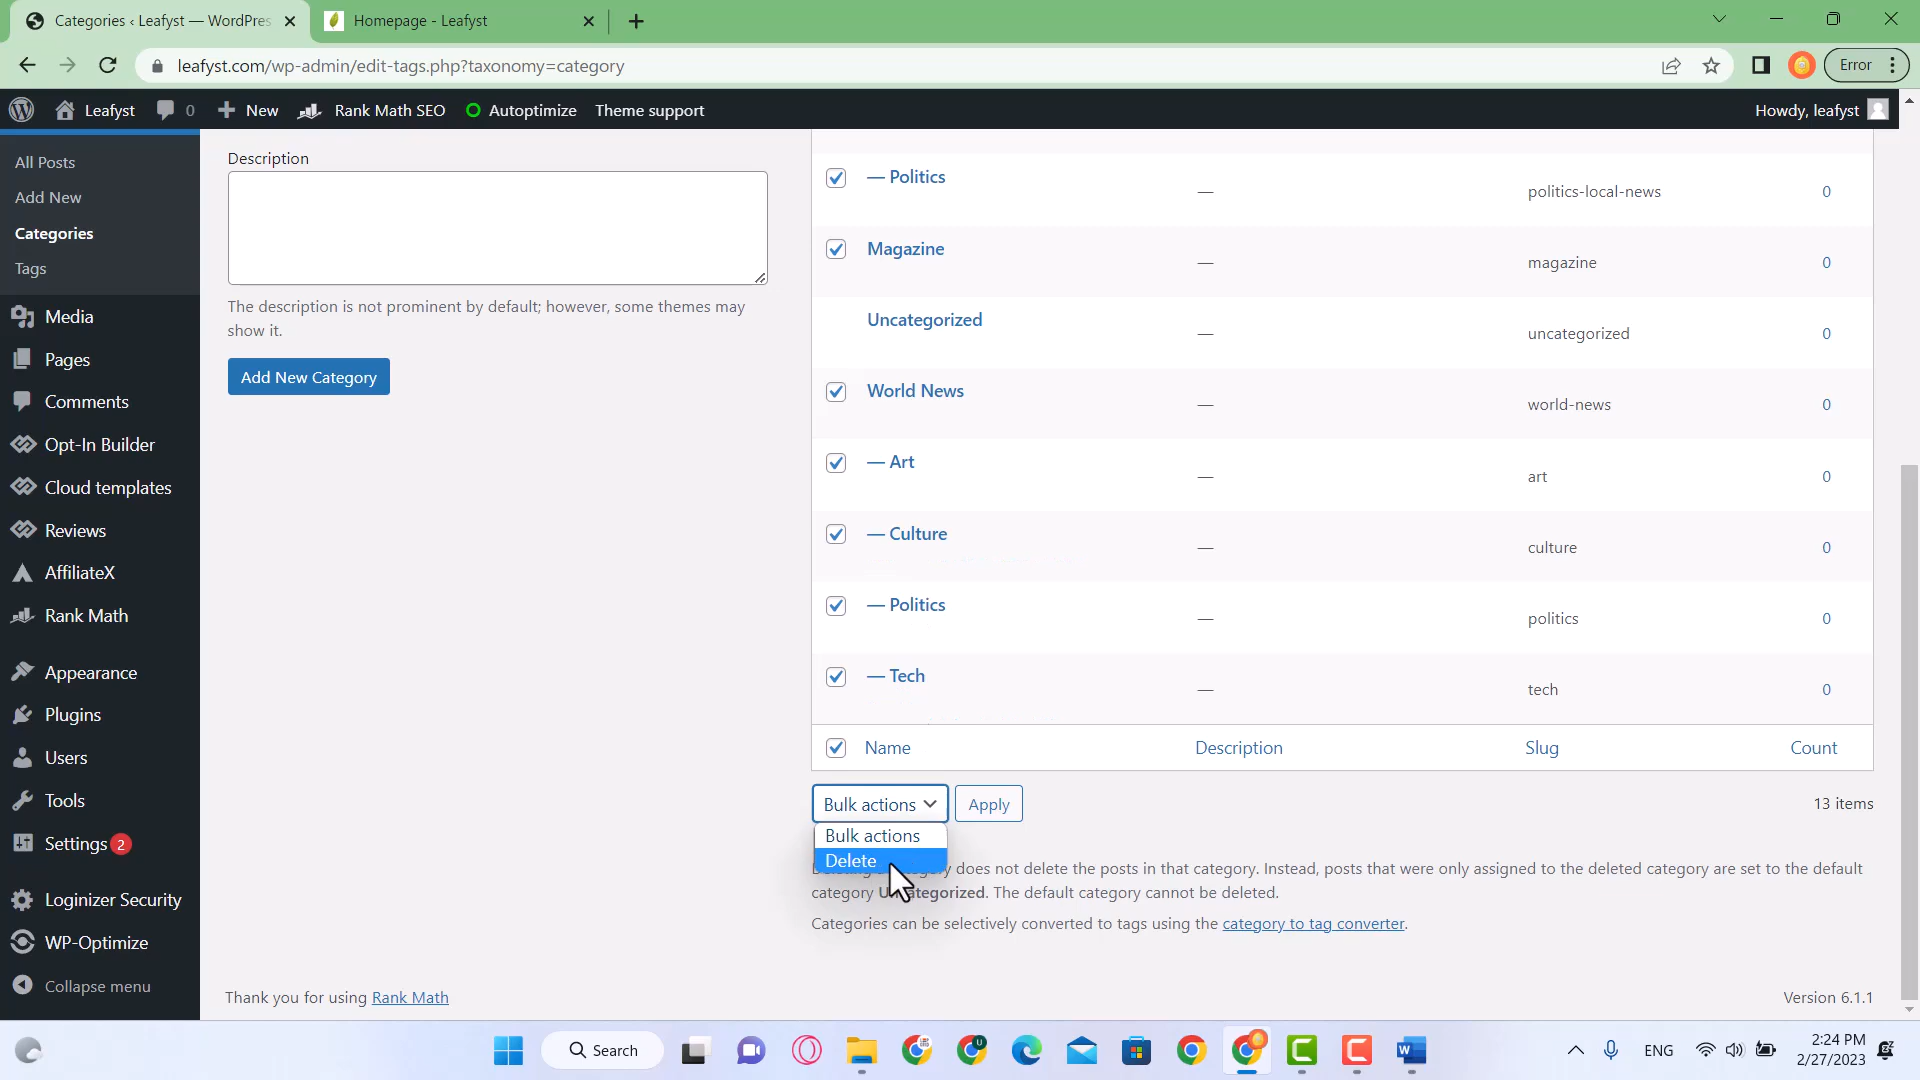 Categories ‹ Leafyst — WordPres
Homepage - Leafyst
leafyst.com/wp-admin/edit-tags.php?taxonomy=category
Error
Leafyst
0
New
Rank Math SEO
Autoptimize
Theme support
Howdy, leafyst
All Posts
Add New
Categories
Tags
Media
Pages
Comments
Opt-In Builder
Cloud templates
Reviews
AffiliateX
Rank Math
Appearance
Plugins
Users
Tools
Settings 2
Loginizer Security
WP-Optimize
Collapse menu
Description
The description is not prominent by default; however, some themes may
show it.
Add New Category
— Politics — politics-local-news 0
Magazine — magazine 0
Uncategorized — uncategorized 0
World News — world-news 0
— Art — art 0
— Culture — culture 0
— Politics — politics 0
— Tech — tech 0
Name Description Slug Count
Bulk actions Apply 13 items
Bulk actions
Delete
does not delete the posts in that category. Instead, posts that were only assigned to the deleted category are set to the default
category Uncategorized. The default category cannot be deleted.
Categories can be selectively converted to tags using the category to tag converter.
Thank you for using Rank Math
Version 6.1.1
Search
ENG
2:24 PM
2/27/2023